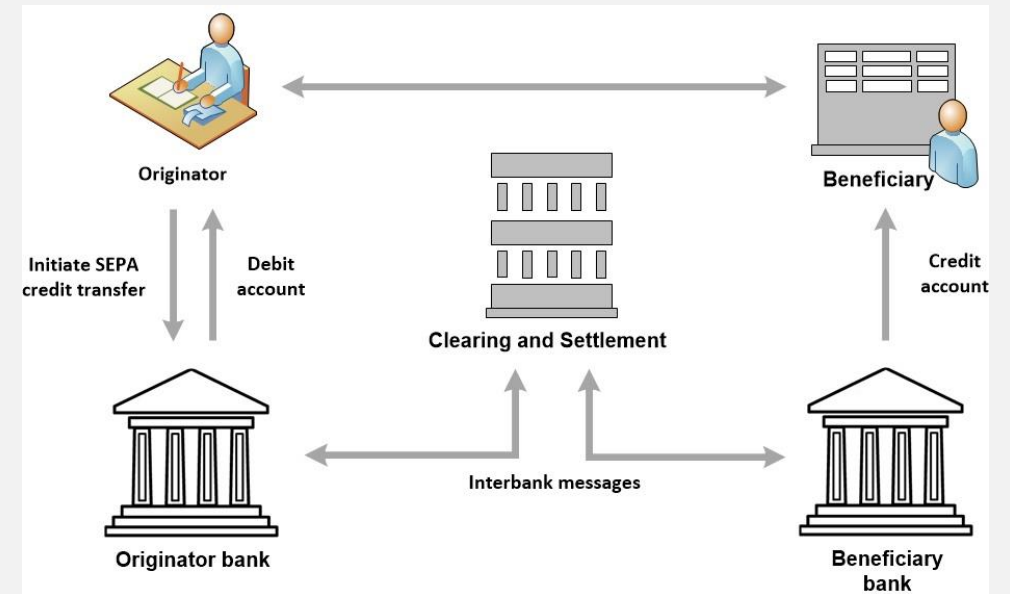 Originator
Beneficiary
Initiate SEPA
credit transfer
Debit
account
Credit
account
Clearing and Settlement
Interbank messages
Originator bank
Beneficiary
bank